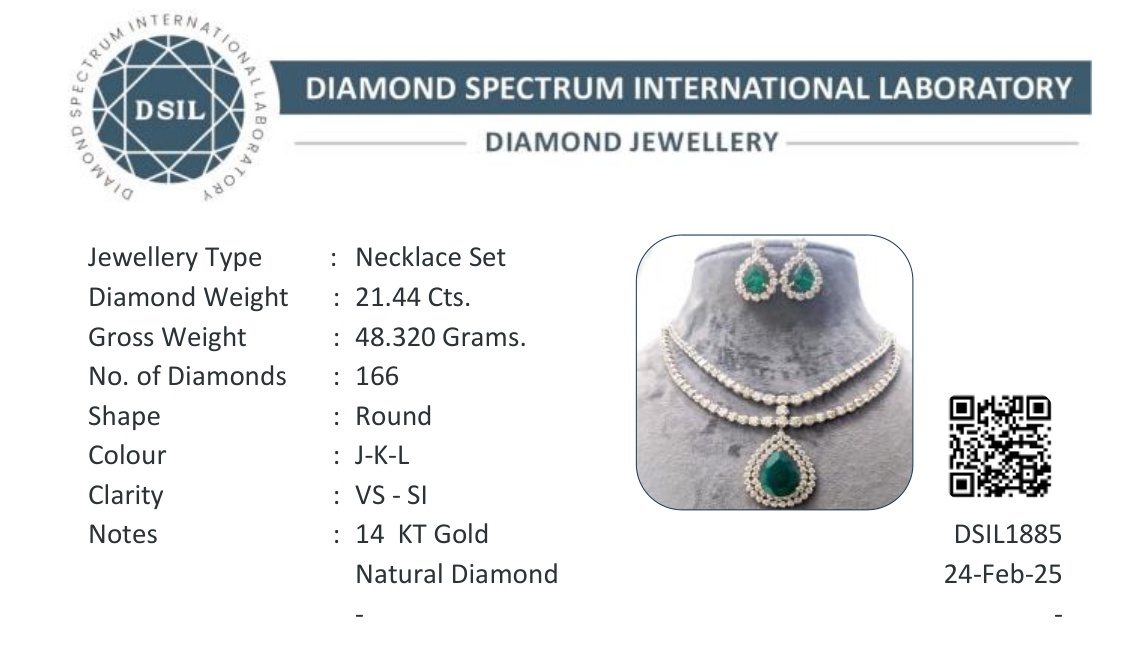 DIAMOND SPECTRUM INTERNATIONAL LABORATORY
DSIL
DIAMOND SPECTRUM INTERNATIONAL LABORATORY
DIAMOND JEWELLERY
Jewellery Type : Necklace Set
Diamond Weight : 21.44 Cts.
Gross Weight : 48.320 Grams.
No. of Diamonds : 166
Shape : Round
Colour : J-K-L
Clarity : VS - SI
Notes : 14 KT Gold
Natural Diamond
-
DSIL1885
24-Feb-25
-